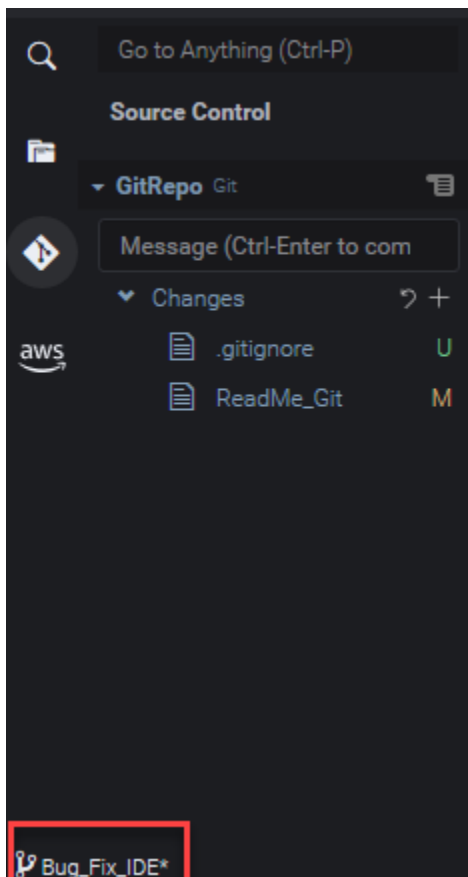 Go to Anything (Ctrl-P)
Source Control
GitRepo Git
Message (Ctrl-Enter to com
Changes
aws
.gitignore U
ReadMe_Git M
Bug_Fix_IDE*